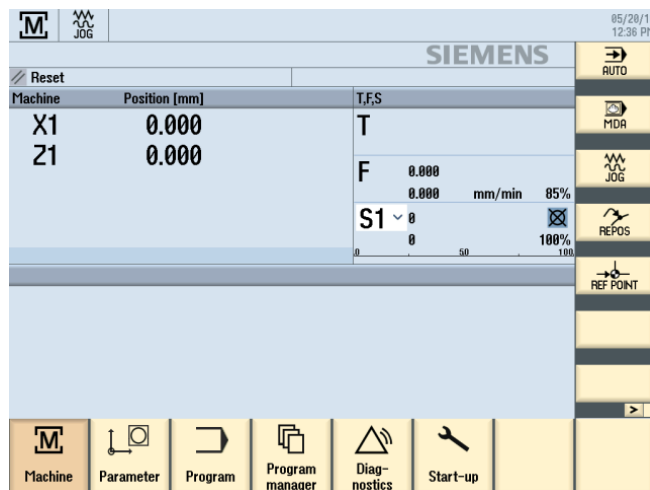 M JOG
05/20/1
12:36 P
SIEMENS
AUTO
Reset
Machine Position [mm] T,F,S
X1 0.000
Z1 0.000
T
MDA
F 0.000
0.000 mm/min 85%
JOG
S1 0
0 100%
0 50 100
REPOS
REF POINT
>
M
Machine
Parameter
Program
Program
manager
Diag-
nostics
Start-up